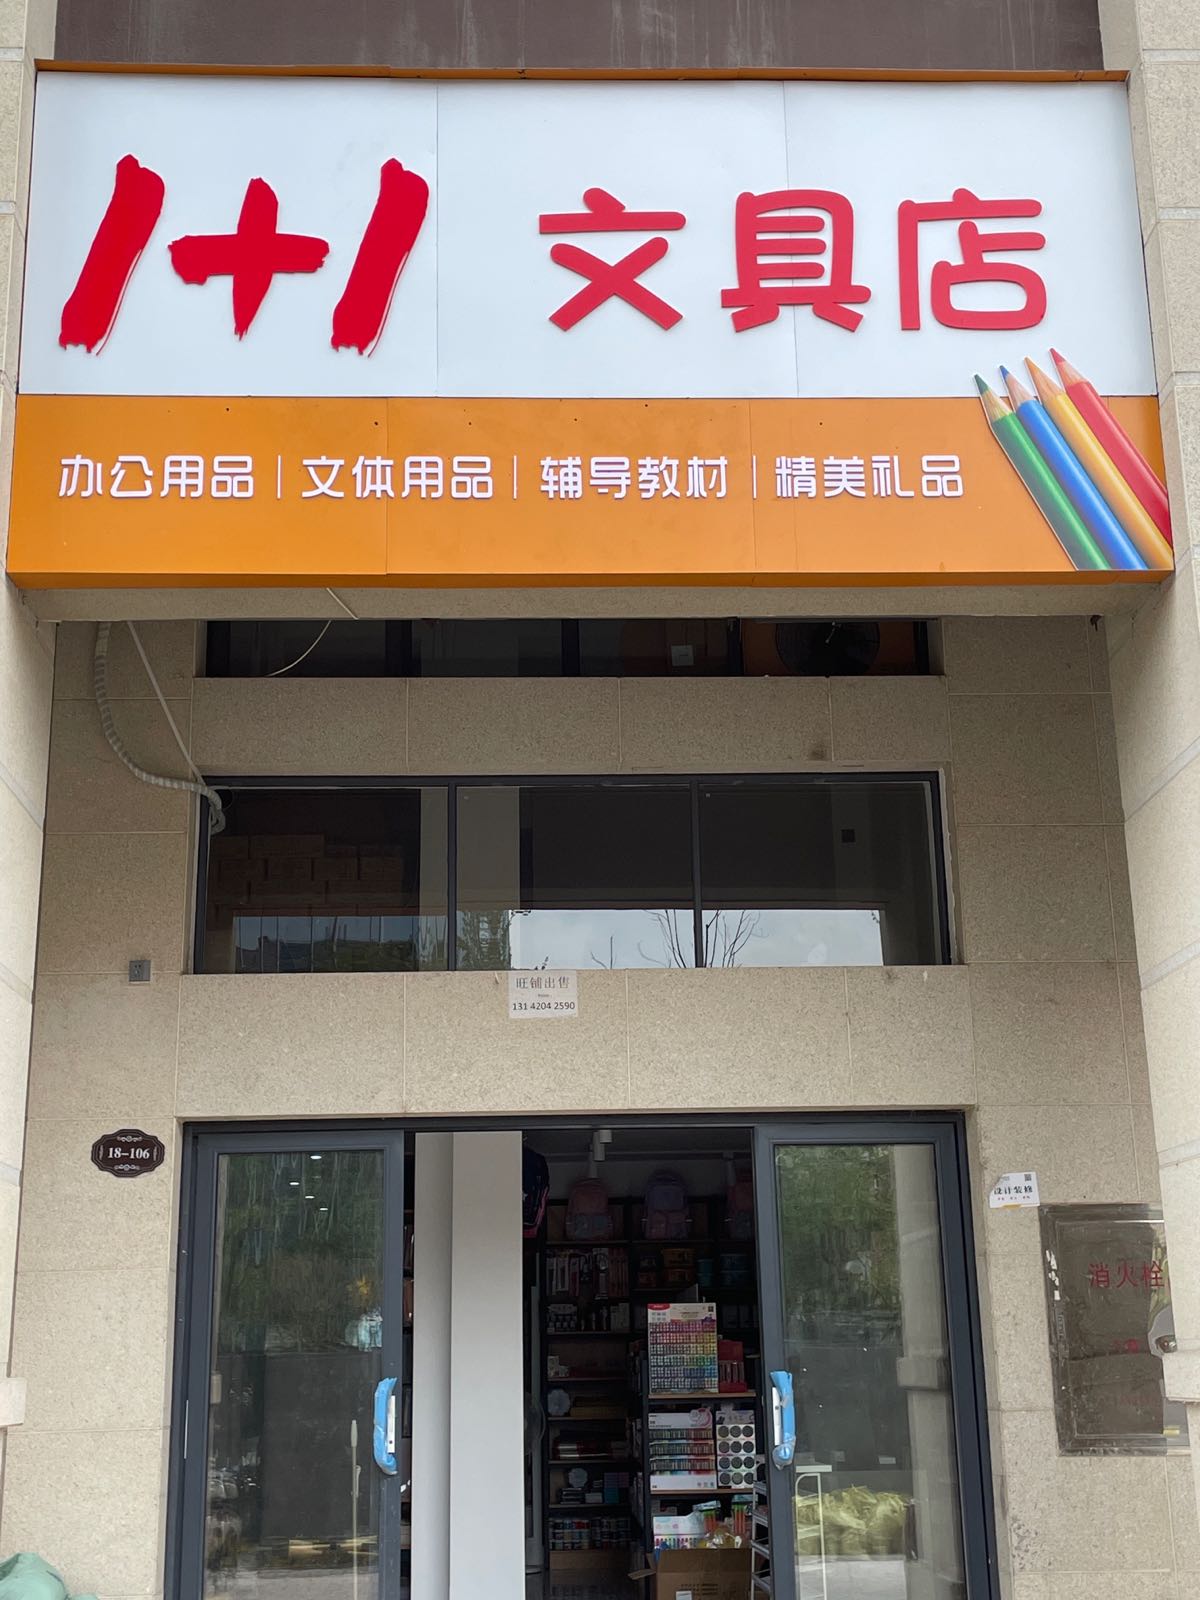 1+1 文具店
办公用品|文体用品|辅导教材|精美礼品
旺铺出售
131 4204 2590
18-106
设计装修
消火栓